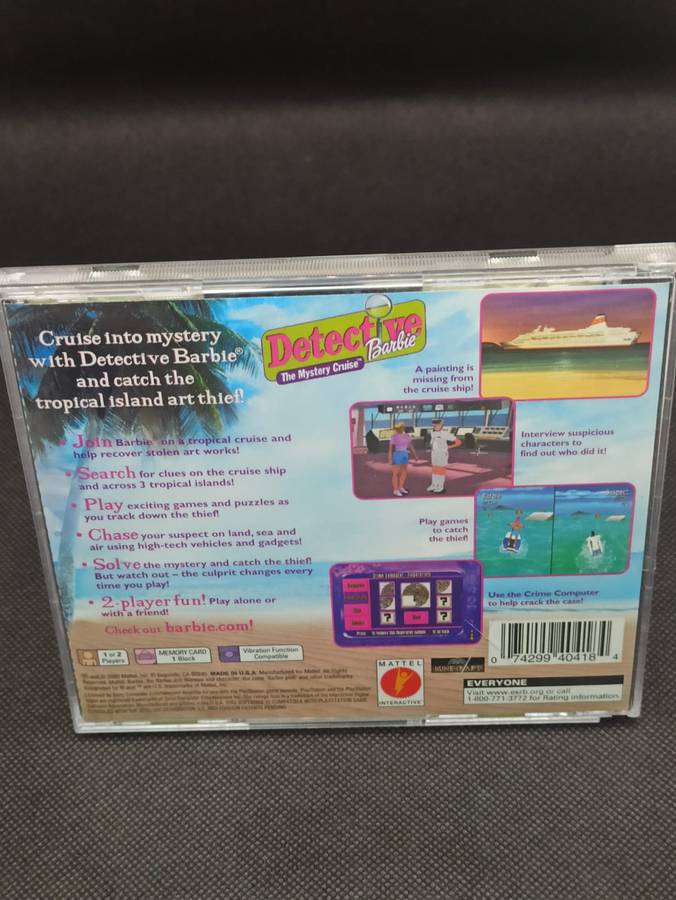 Cruise into mystery
with Detective Barbie®
and catch the
tropical island art thief!
Detective
Barbie™
The Mystery Cruise™
A painting is
missing from
the cruise ship!
• Join Barbie® on a tropical cruise and
help recover stolen art works!
• Search for clues on the cruise ship
and across 3 tropical islands!
• Play exciting games and puzzles as
you track down the thief!
• Chase your suspect on land, sea and
air using high-tech vehicles and gadgets!
• Solve the mystery and catch the thief!
But watch out – the culprit changes every
time you play!
• 2-player fun! Play alone or
with a friend!
Check out barbie.com!
Interview suspicious
characters to
find out who did it!
Play games
to catch
the thief!
Use the Crime Computer
to help crack the case!
1 or 2
Players
MEMORY CARD
1 Block
Vibration Function
Compatible
MATTEL
INTERACTIVE
0 74299 40418 4
EVERYONE
Visit www.esrb.org or call
1-800-771-3772 for Rating information.